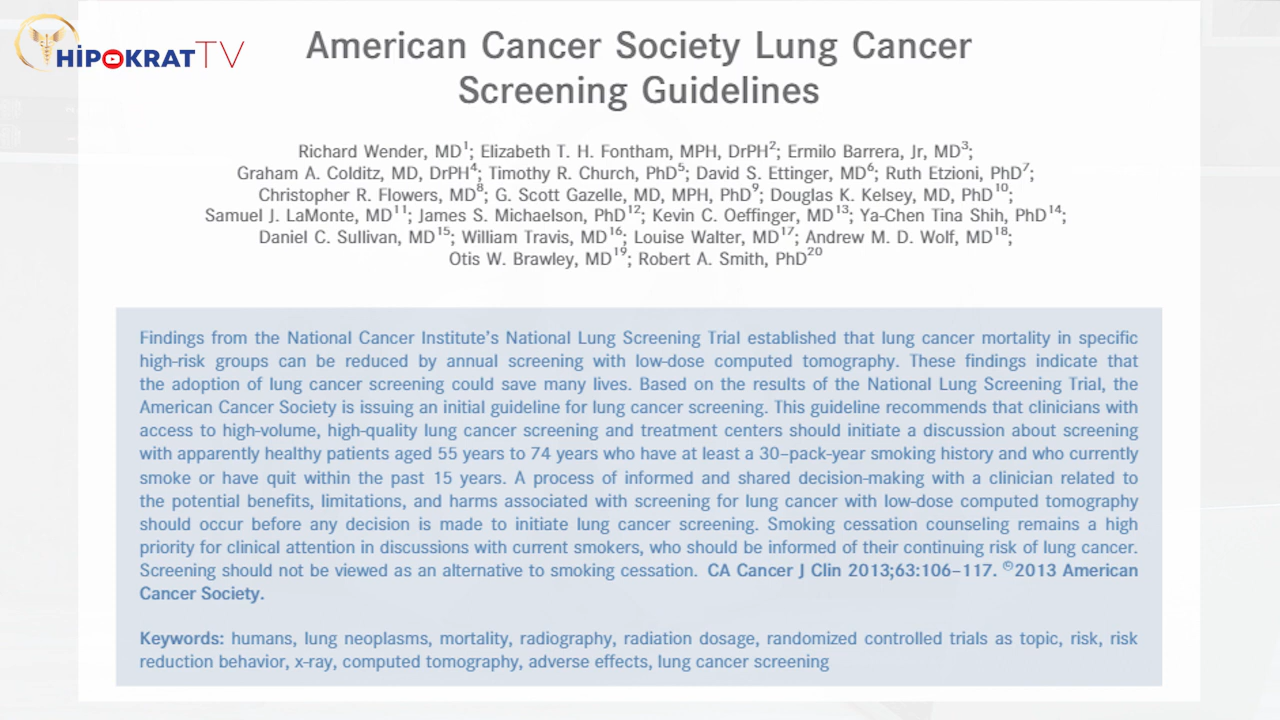 HİPOKRATTV
American Cancer Society Lung Cancer
Screening Guidelines
Richard Wender, MD1; Elizabeth T. H. Fontham, MPH, DrPH2; Ermilo Barrera, Jr, MD3;
Graham A. Colditz, MD, DrPH4; Timothy R. Church, PhD5; David S. Ettinger, MD6; Ruth Etzioni, PhD7;
Christopher R. Flowers, MD8; G. Scott Gazelle, MD, MPH, PhD9; Douglas K. Kelsey, MD, PhD10;
Samuel J. LaMonte, MD11; James S. Michaelson, PhD12; Kevin C. Oeffinger, MD13; Ya-Chen Tina Shih, PhD14;
Daniel C. Sullivan, MD15; William Travis, MD16; Louise Walter, MD17; Andrew M. D. Wolf, MD18;
Otis W. Brawley, MD19; Robert A. Smith, PhD20
Findings from the National Cancer Institute's National Lung Screening Trial established that lung cancer mortality in specific
high-risk groups can be reduced by annual screening with low-dose computed tomography. These findings indicate that
the adoption of lung cancer screening could save many lives. Based on the results of the National Lung Screening Trial, the
American Cancer Society is issuing an initial guideline for lung cancer screening. This guideline recommends that clinicians with
access to high-volume, high-quality lung cancer screening and treatment centers should initiate a discussion about screening
with apparently healthy patients aged 55 years to 74 years who have at least a 30-pack-year smoking history and who currently
smoke or have quit within the past 15 years. A process of informed and shared decision-making with a clinician related to
the potential benefits, limitations, and harms associated with screening for lung cancer with low-dose computed tomography
should occur before any decision is made to initiate lung cancer screening. Smoking cessation counseling remains a high
priority for clinical attention in discussions with current smokers, who should be informed of their continuing risk of lung cancer.
Screening should not be viewed as an alternative to smoking cessation. CA Cancer J Clin 2013;63:106–117. ©2013 American
Cancer Society.
Keywords: humans, lung neoplasms, mortality, radiography, radiation dosage, randomized controlled trials as topic, risk, risk
reduction behavior, x-ray, computed tomography, adverse effects, lung cancer screening